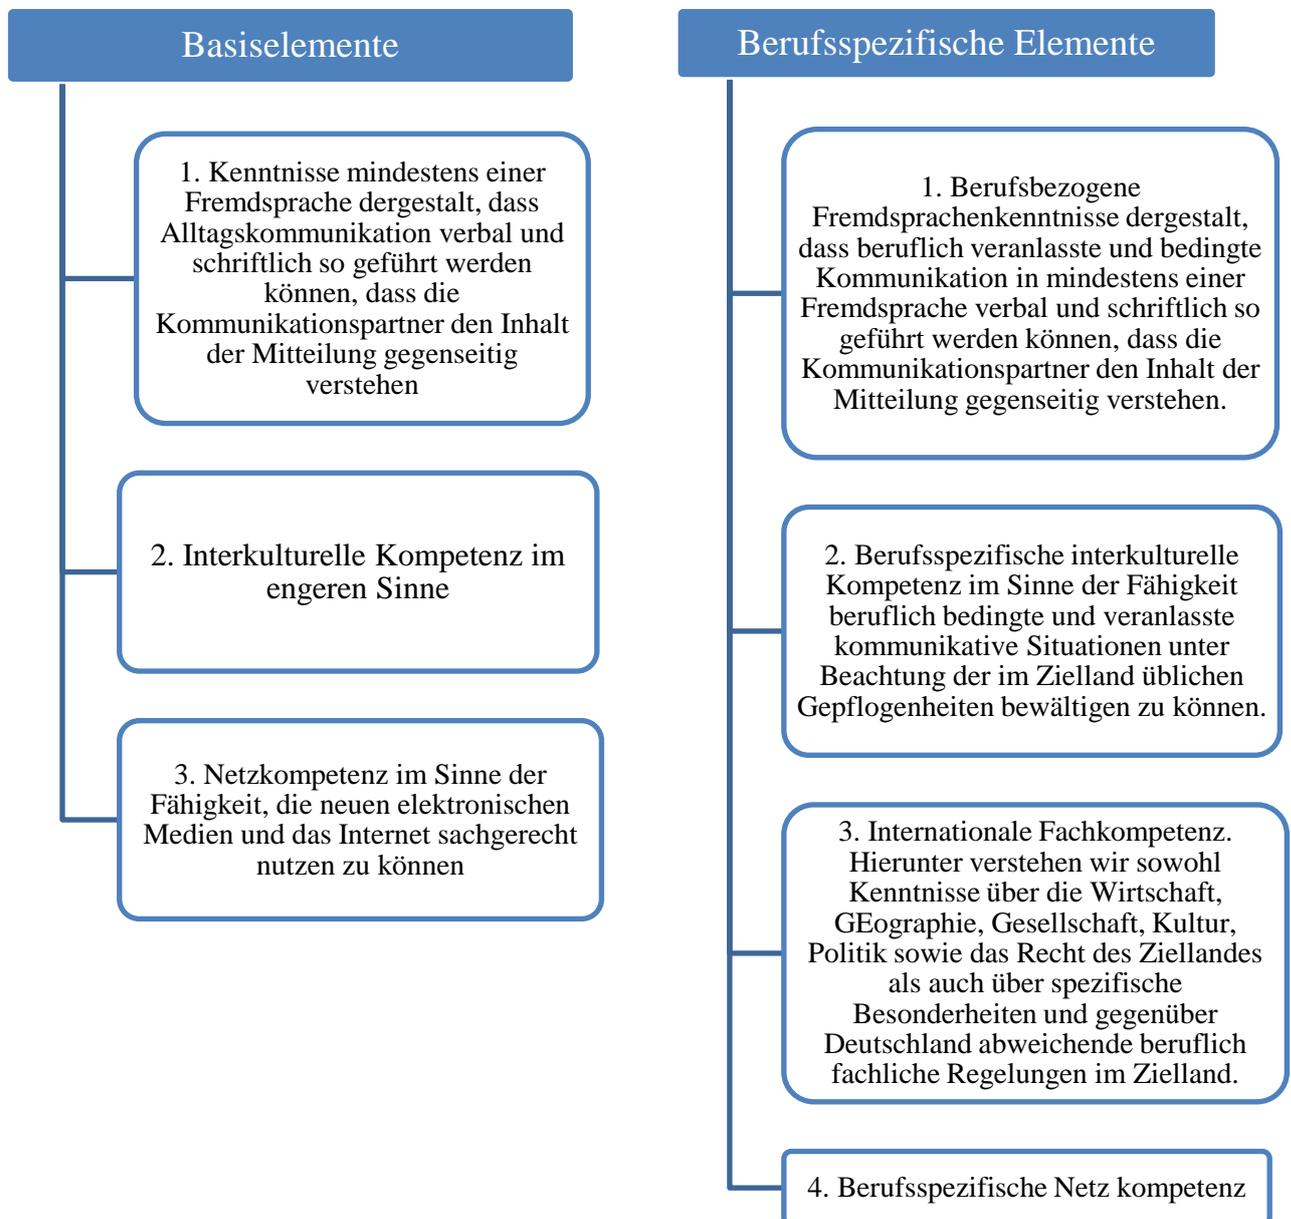 Basiselemente
1. Kenntnisse mindestens einer
Fremdsprache dergestalt, dass
Alltagskommunikation verbal und
schriftlich so geführt werden
können, dass die
Kommunikationspartner den Inhalt
der Mitteilung gegenseitig
verstehen
2. Interkulturelle Kompetenz im
engeren Sinne
3. Netzkompetenz im Sinne der
Fähigkeit, die neuen elektronischen
Medien und das Internet sachgerecht
nutzen zu können
Berufsspezifische Elemente
1. Berufsbezogene
Fremdsprachenkenntnisse dergestalt,
dass beruflich veranlasste und bedingte
Kommunikation in mindestens einer
Fremdsprache verbal und schriftlich so
geführt werden können, dass die
Kommunikationspartner den Inhalt der
Mitteilung gegenseitig verstehen.
2. Berufsspezifische interkulturelle
Kompetenz im Sinne der Fähigkeit
beruflich bedingte und veranlasste
kommunikative Situationen unter
Beachtung der im Zielland üblichen
Gepflogenheiten bewältigen zu können.
3. Internationale Fachkompetenz.
Hierunter verstehen wir sowohl
Kenntnisse über die Wirtschaft,
GEographie, Gesellschaft, Kultur,
Politik sowie das Recht des Ziellandes
als auch über spezifische
Besonderheiten und gegenüber
Deutschland abweichende beruflich
fachliche Regelungen im Zielland.
4. Berufsspezifische Netz kompetenz